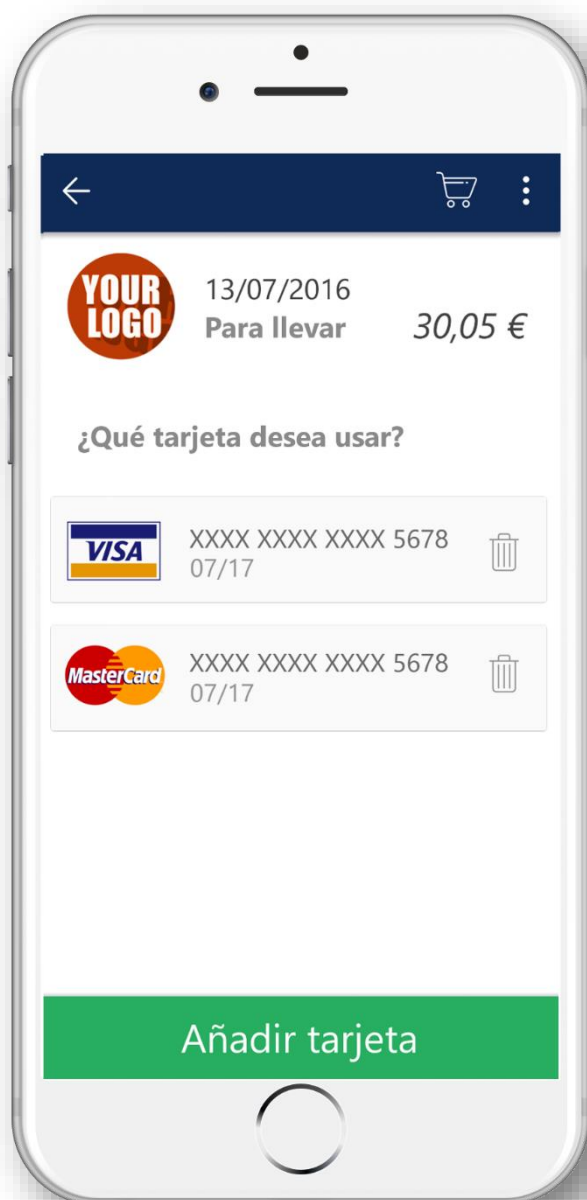 YOUR
LOGO
13/07/2016
Para llevar
30,05 €
¿Qué tarjeta desea usar?
VISA
XXXX XXXX XXXX 5678
07/17
MasterCard
XXXX XXXX XXXX 5678
07/17
Añadir tarjeta